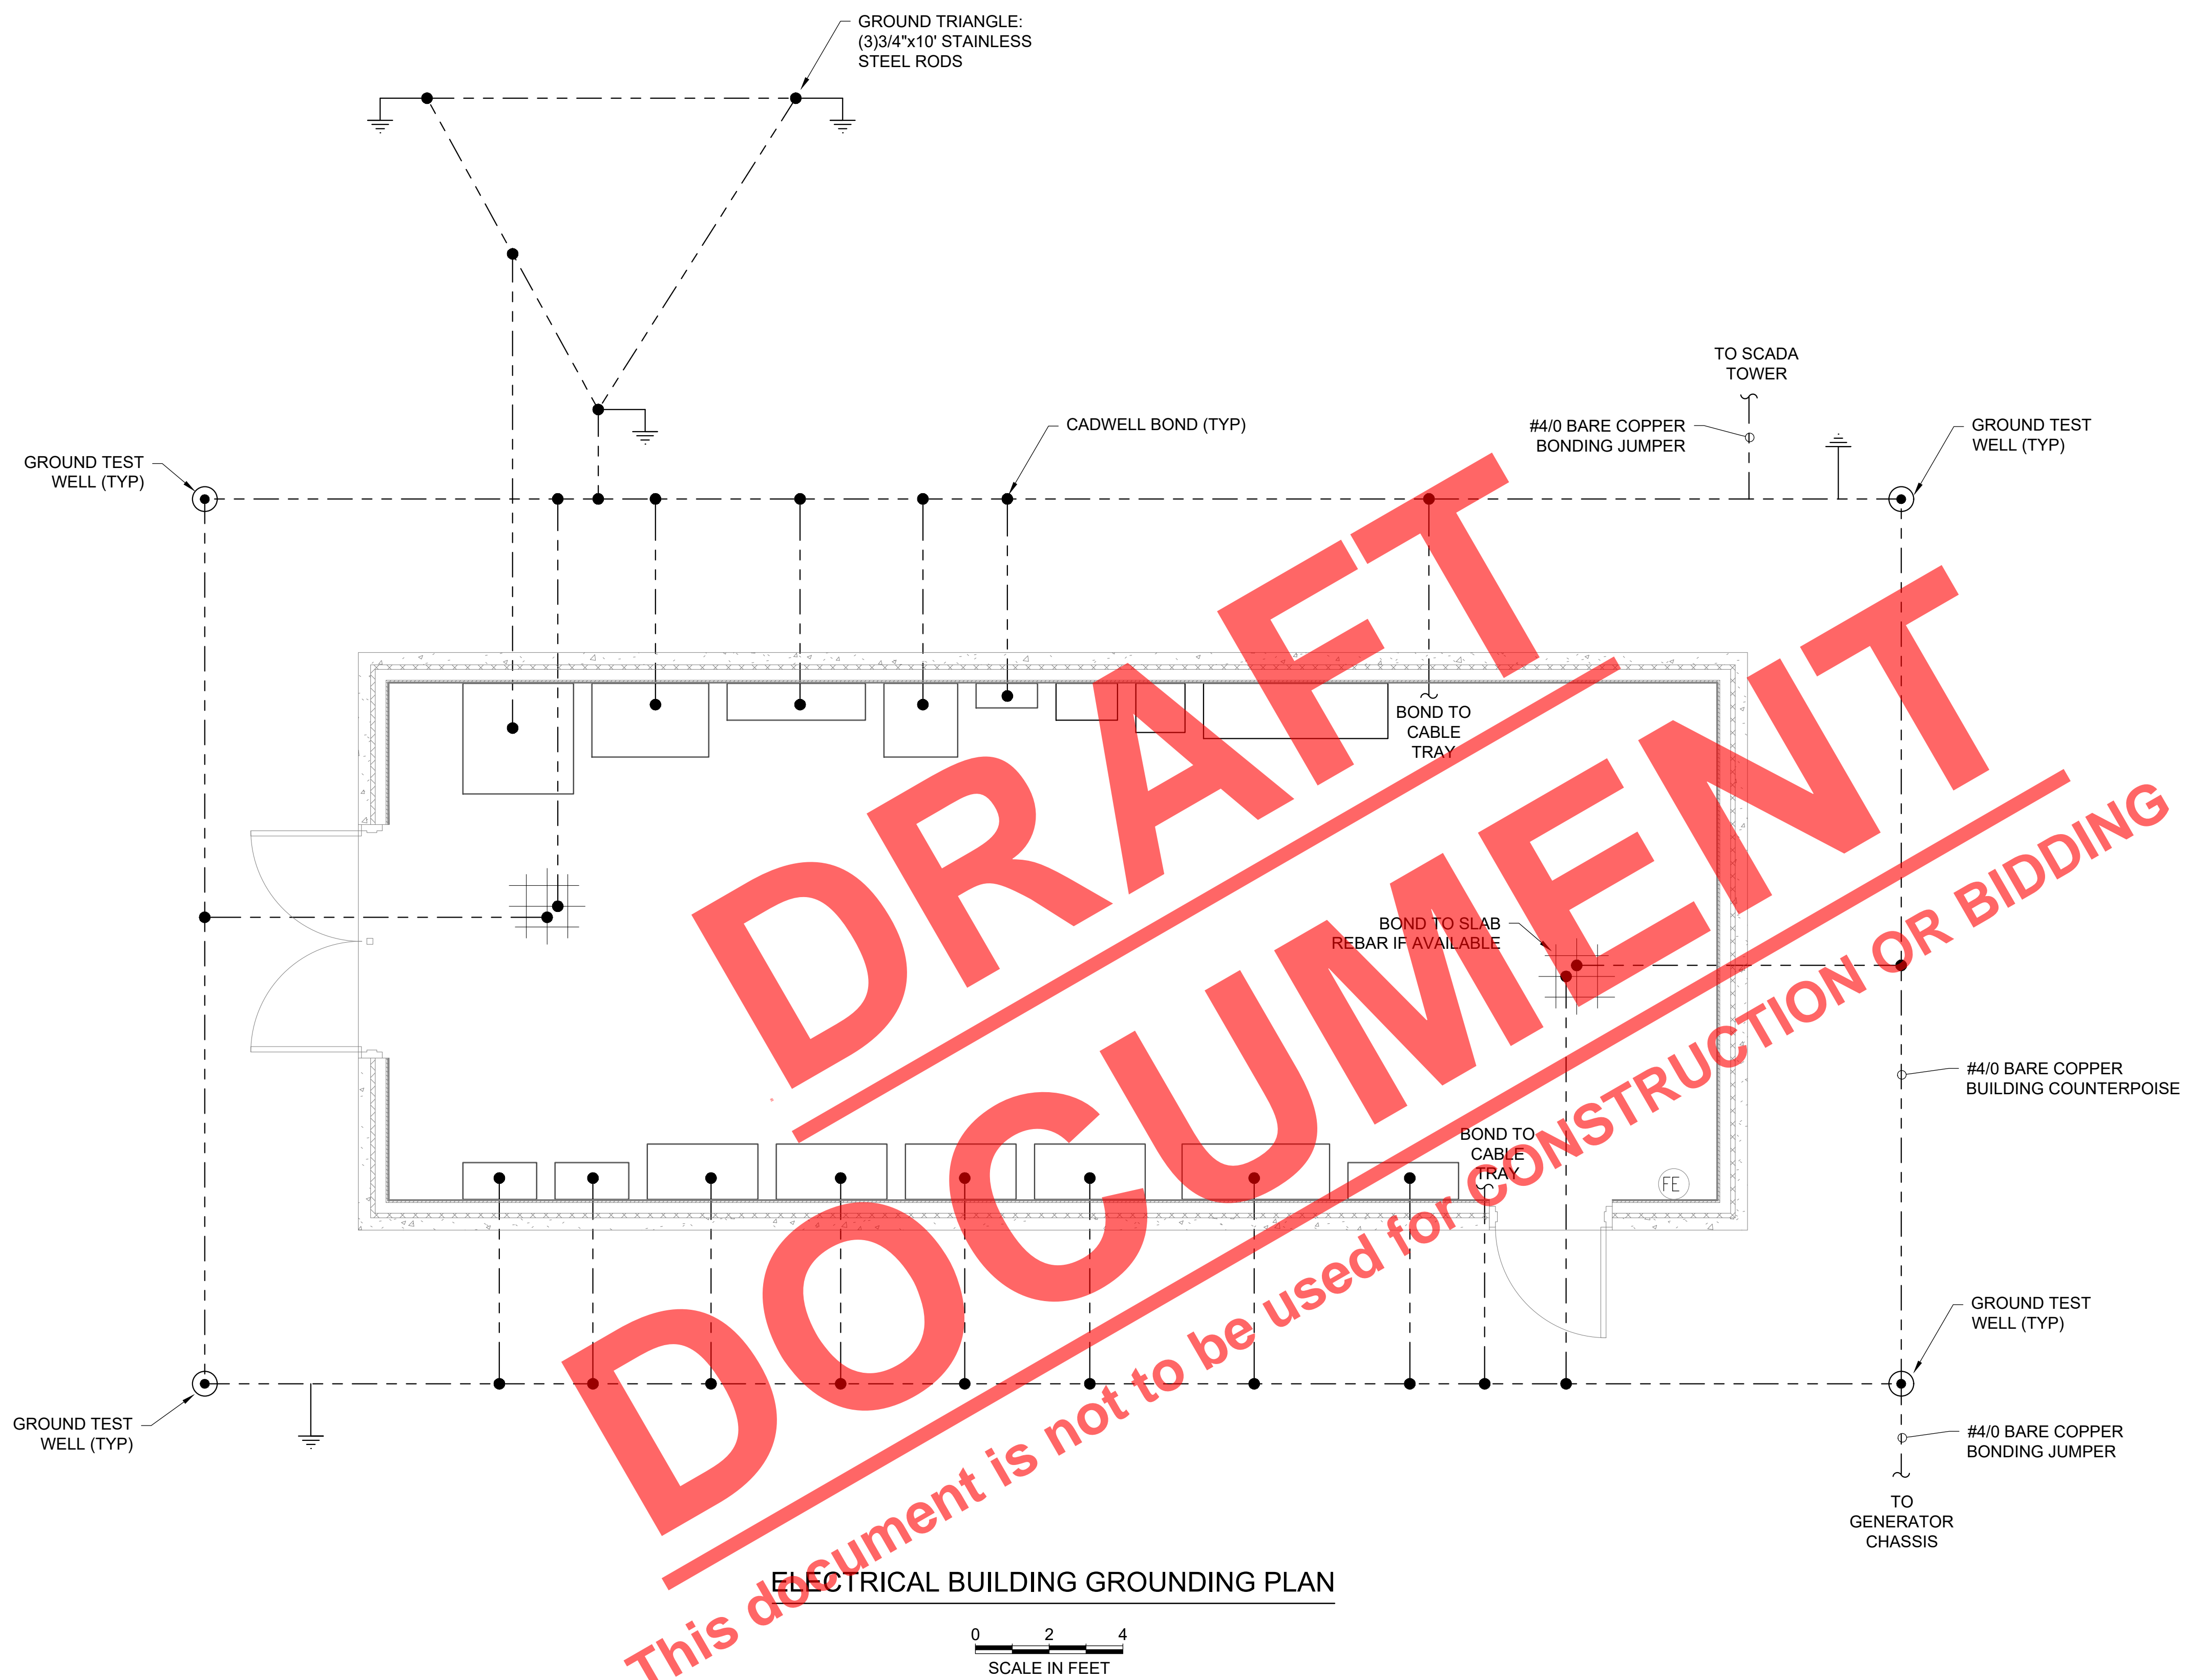 GROUND TRIANGLE:
(3)3/4"x10' STAINLESS
STEEL RODS
TO SCADA
TOWER
#4/0 BARE COPPER
BONDING JUMPER
GROUND TEST
WELL (TYP)
CADWELL BOND (TYP)
GROUND TEST
WELL (TYP)
BOND TO
CABLE
TRAY
BOND TO SLAB
REBAR IF AVAILABLE
#4/0 BARE COPPER
BUILDING COUNTERPOISE
BOND TO
CABLE
TRAY
FE
GROUND TEST
WELL (TYP)
GROUND TEST
WELL (TYP)
#4/0 BARE COPPER
BONDING JUMPER
TO
GENERATOR
CHASSIS
DRAFT
DOCUMENT
This document is not to be used for CONSTRUCTION OR BIDDING
ELECTRICAL BUILDING GROUNDING PLAN
0 2 4
SCALE IN FEET